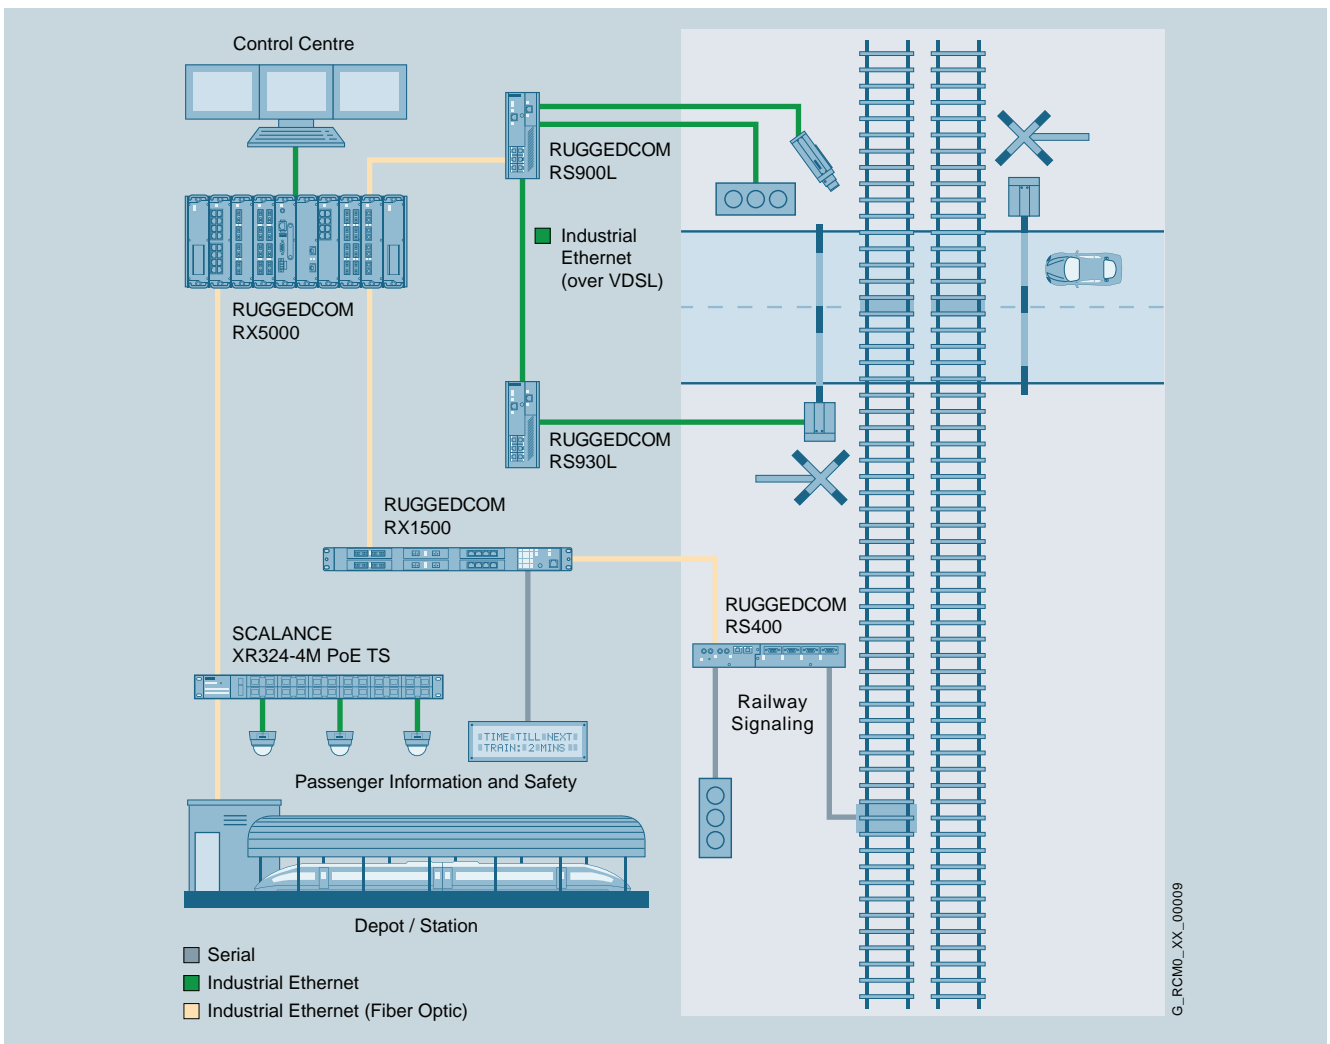 Control Centre
RUGGEDCOM
RS900L
Industrial
Ethernet
(over VDSL)
RUGGEDCOM
RX5000
RUGGEDCOM
RS930L
RUGGEDCOM
RX1500
RUGGEDCOM
RS400
SCALANCE
XR324-4M PoE TS
Railway
Signaling
TIME TILL NEXT
TRAIN: 2 MINS
Passenger Information and Safety
Depot / Station
Serial
Industrial Ethernet
Industrial Ethernet (Fiber Optic)
G_RCM0_XX_00009